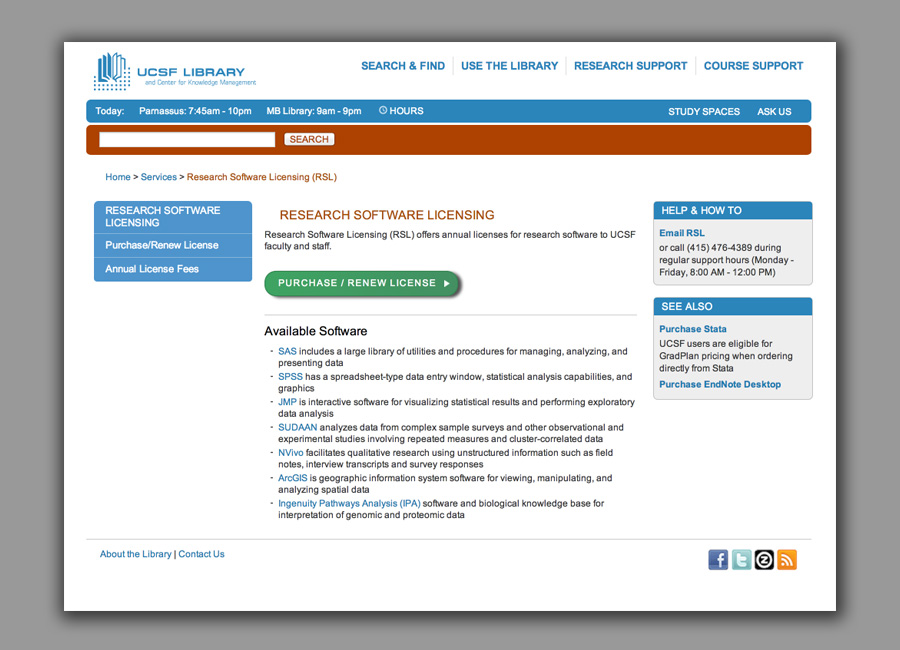 UCSF LIBRARY
and Center for Knowledge Management
SEARCH & FIND USE THE LIBRARY RESEARCH SUPPORT COURSE SUPPORT
Today: Parnassus: 7:45am - 10pm MB Library: 9am - 9pm HOURS STUDY SPACES ASK US
SEARCH
Home > Services > Research Software Licensing (RSL)
RESEARCH SOFTWARE
LICENSING
Purchase/Renew License
Annual License Fees
RESEARCH SOFTWARE LICENSING
Research Software Licensing (RSL) offers annual licenses for research software to UCSF
faculty and staff.
PURCHASE / RENEW LICENSE
Available Software
- SAS includes a large library of utilities and procedures for managing, analyzing, and
presenting data
- SPSS has a spreadsheet-type data entry window, statistical analysis capabilities, and
graphics
- JMP is interactive software for visualizing statistical results and performing exploratory
data analysis
- SUDAAN analyzes data from complex sample surveys and other observational and
experimental studies involving repeated measures and cluster-correlated data
- NVivo facilitates qualitative research using unstructured information such as field
notes, interview transcripts and survey responses
- ArcGIS is geographic information system software for viewing, manipulating, and
analyzing spatial data
- Ingenuity Pathways Analysis (IPA) software and biological knowledge base for
interpretation of genomic and proteomic data
HELP & HOW TO
Email RSL
or call (415) 476-4389 during
regular support hours (Monday -
Friday, 8:00 AM - 12:00 PM)
SEE ALSO
Purchase Stata
UCSF users are eligible for
GradPlan pricing when ordering
directly from Stata
Purchase EndNote Desktop
About the Library | Contact Us